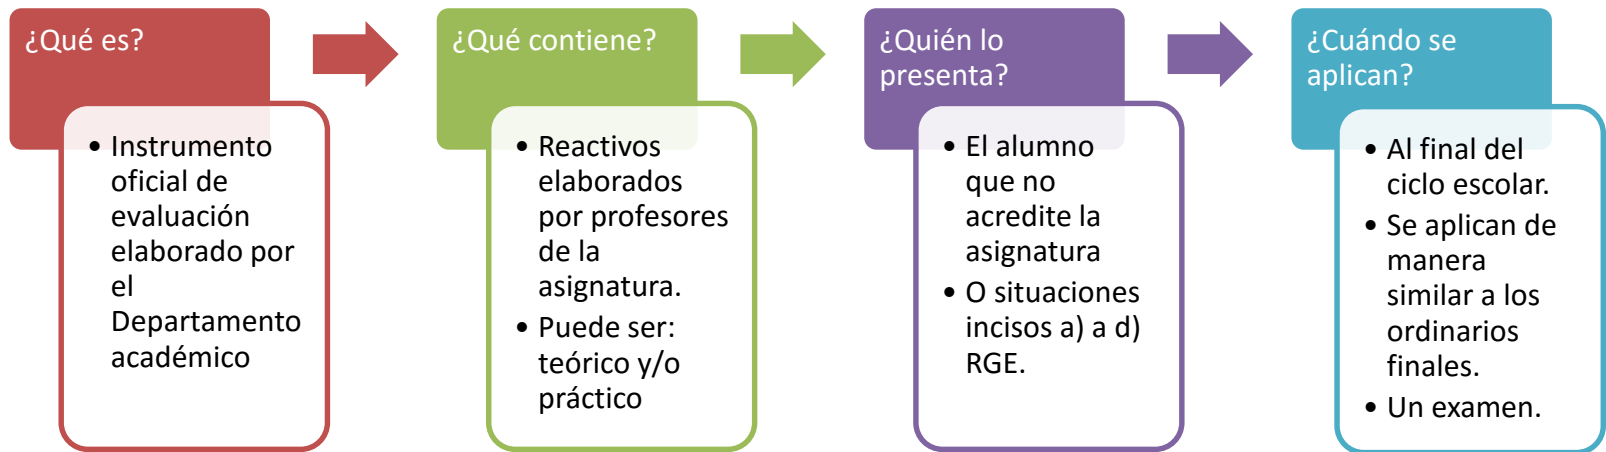 ¿Qué es?
• Instrumento
oficial de
evaluación
elaborado por
el
Departamento
académico
¿Qué contiene?
• Reactivos
elaborados
por profesores
de la
asignatura.
• Puede ser:
teórico y/o
práctico
¿Quién lo
presenta?
• El alumno
que no
acredite la
asignatura
• O situaciones
incisos a) a d)
RGE.
¿Cuándo se
aplican?
• Al final del
ciclo escolar.
• Se aplican de
manera
similar a los
ordinarios
finales.
• Un examen.